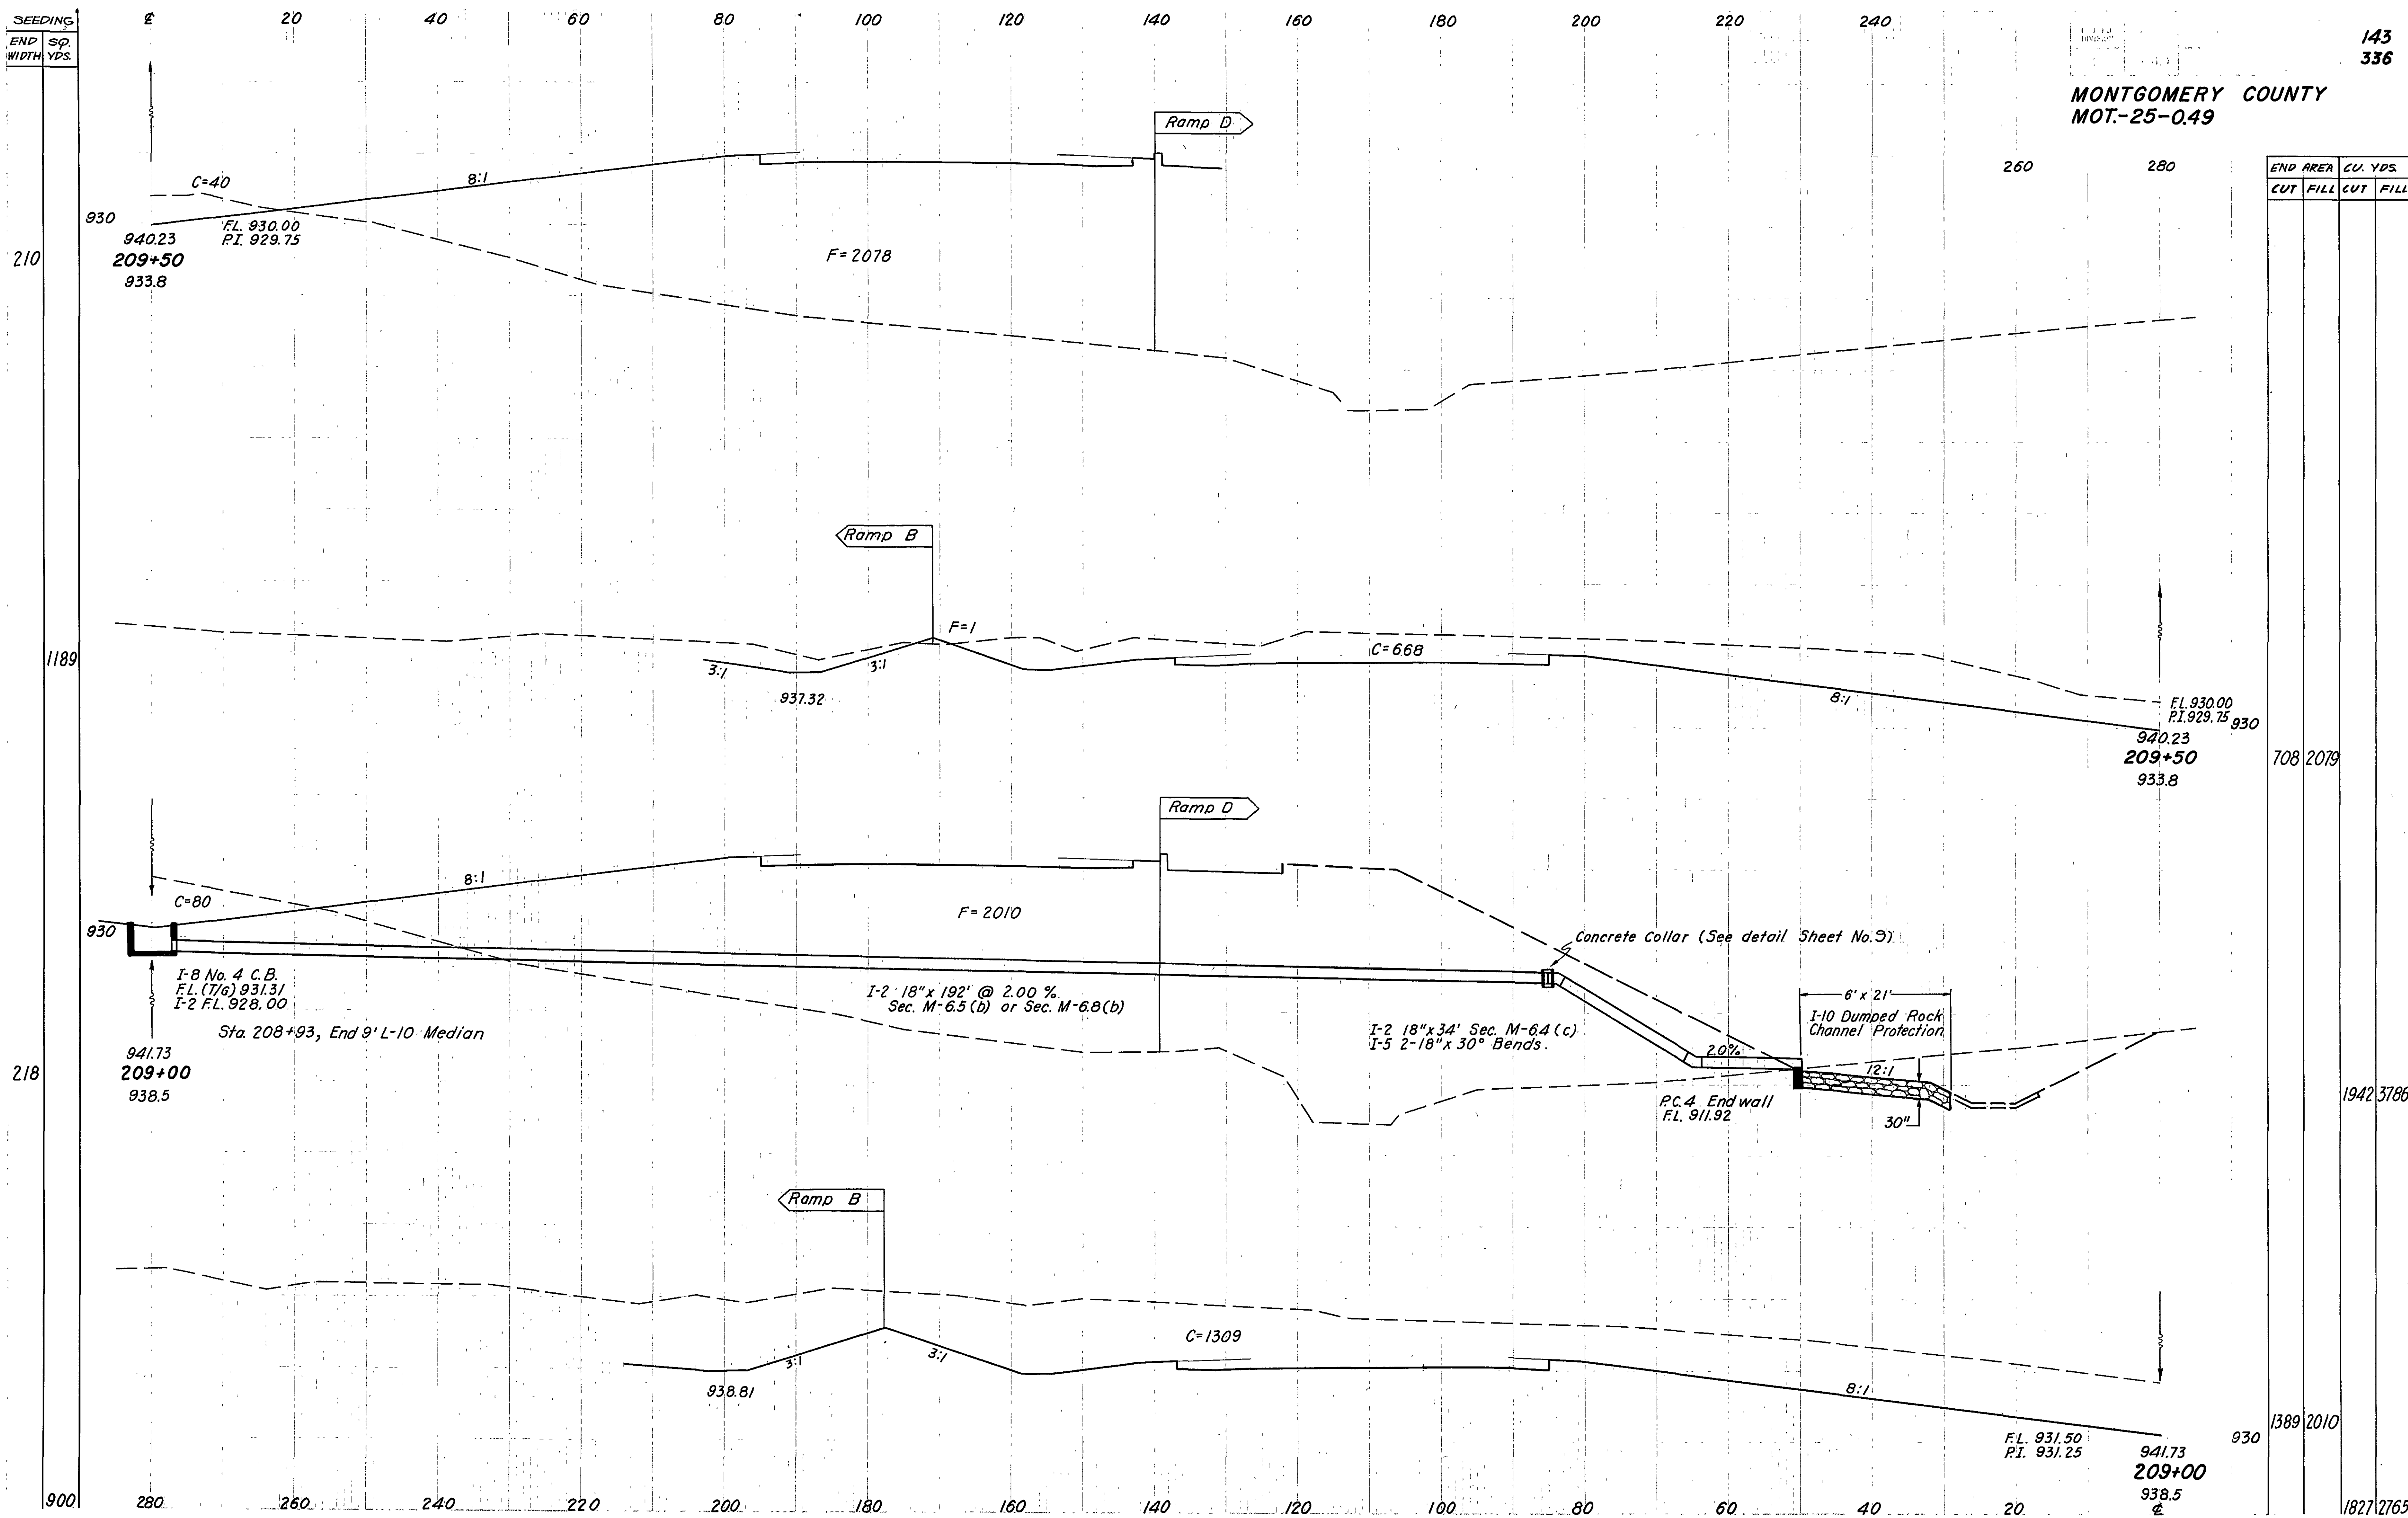 SEEDING
END WIDTH
SQ. YDS.
℄ 20 40 60 80 100 120 140 160 180 200 220 240
143
336
MONTGOMERY COUNTY
MOT.-25-0.49
260 280
END AREA CU. YDS.
CUT FILL CUT FILL
Ramp D
C=40
8:1
930
F.L. 930.00
P.I. 929.75
940.23
209+50
933.8
210
F=2078
Ramp B
F=1
1189
3:1
3:1
C=668
937.32
8:1
F.L. 930.00
P.I. 929.75
930
940.23
209+50
933.8
708 2079
Ramp D
8:1
C=80
930
F=2010
Concrete Collar (See detail Sheet No.9)
I-8 No. 4 C.B.
F.L. (T/G) 931.31
I-2 F.L. 928.00
I-2 18"x 192' @ 2.00 %
Sec. M-6.5(b) or Sec. M-6.8(b)
Sta. 208+93, End 9' L-10 Median
6' x 21'
I-10 Dumped Rock
Channel Protection
I-2 18"x34' Sec. M-6.4(c)
I-5 2-18"x 30° Bends.
2.0%
12:1
941.73
209+00
938.5
218
P.C.4 Endwall
F.L. 911.92
30"
1942 3786
Ramp B
C=1309
3:1
3:1
938.81
8:1
F.L. 931.50
P.I. 931.25
930
941.73
209+00
938.5
1389 2010
900
280 260 240 220 200 180 160 140 120 100 80 60 40 20 ℄
1827 2765